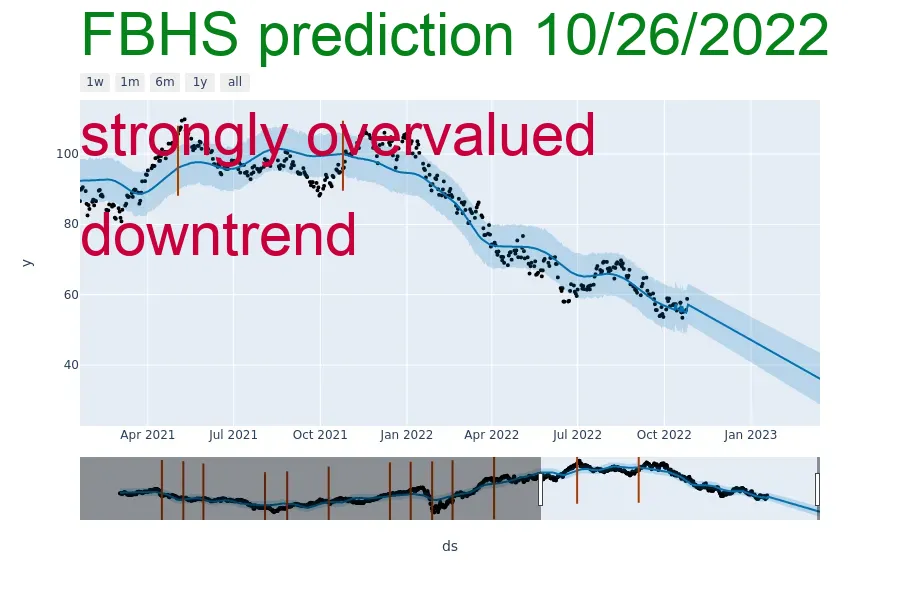 FBHS prediction 10/26/2022
1w 1m 6m 1y all
strongly overvalued
100
downtrend
80
y
60
40
Apr 2021 Jul 2021 Oct 2021 Jan 2022 Apr 2022 Jul 2022 Oct 2022 Jan 2023
ds